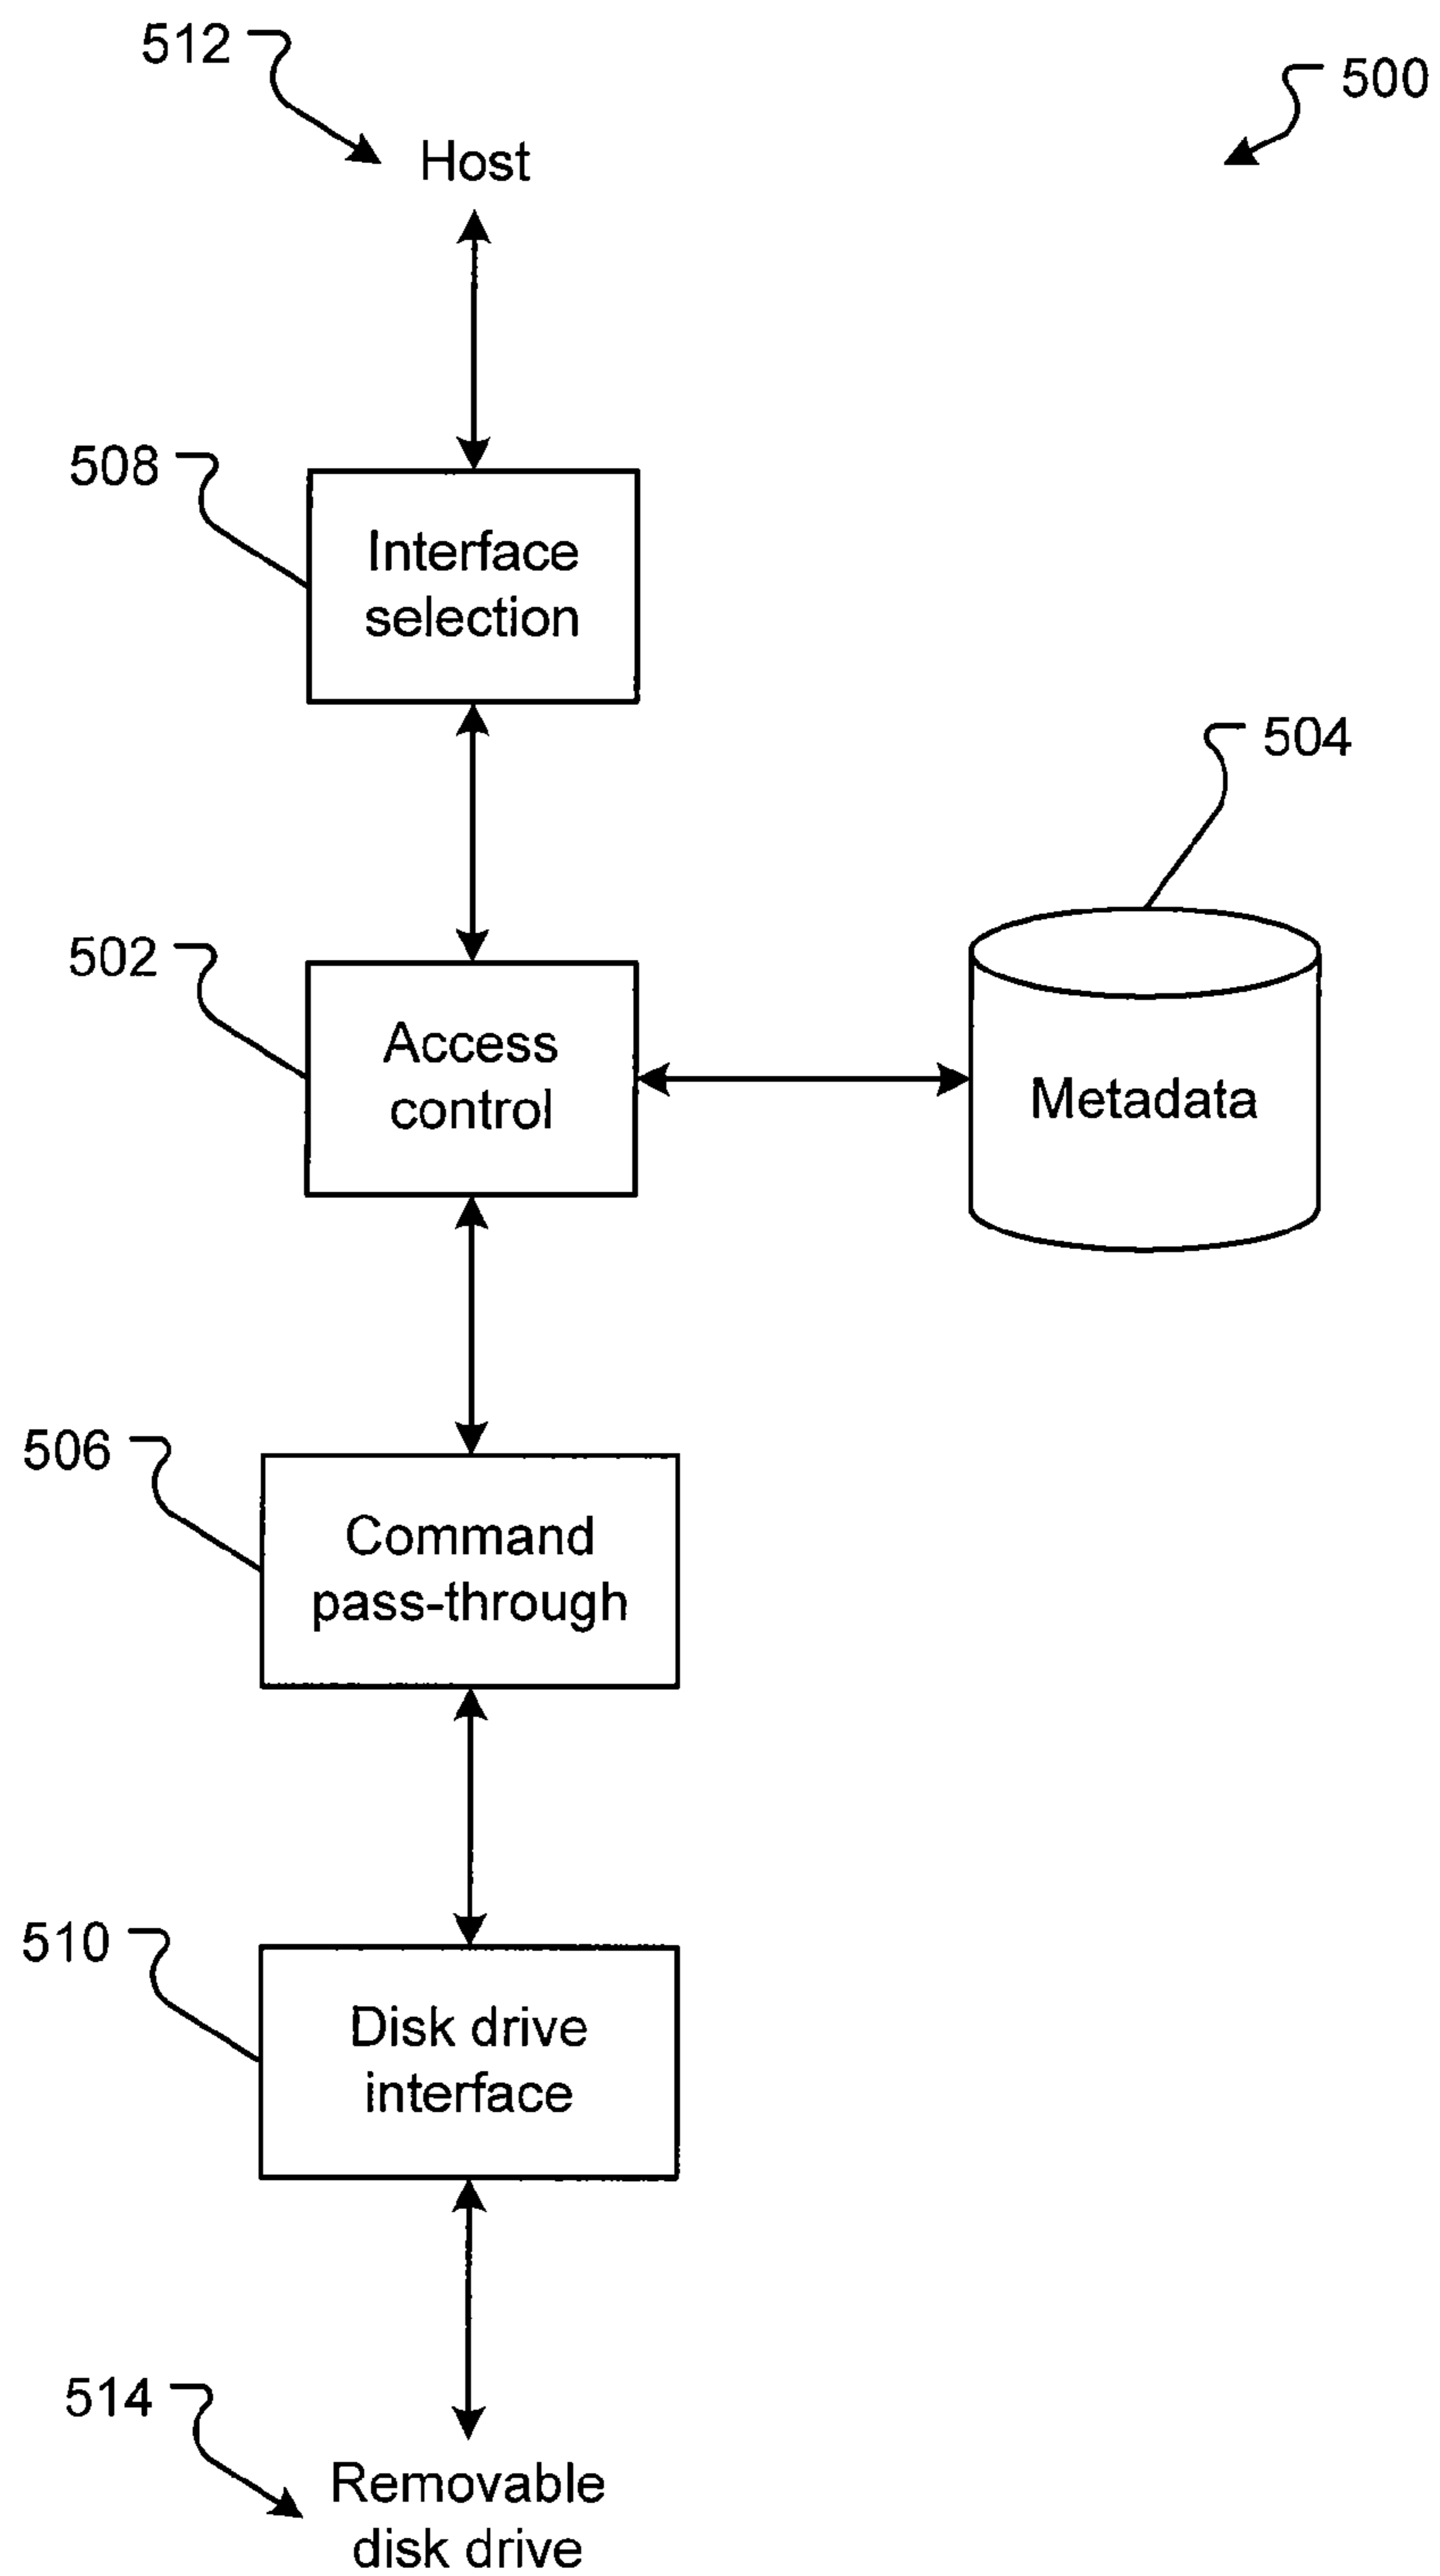 512
500
Host
508
Interface
selection
504
502
Access
control
Metadata
506
Command
pass-through
510
Disk drive
interface
514
Removable
disk drive